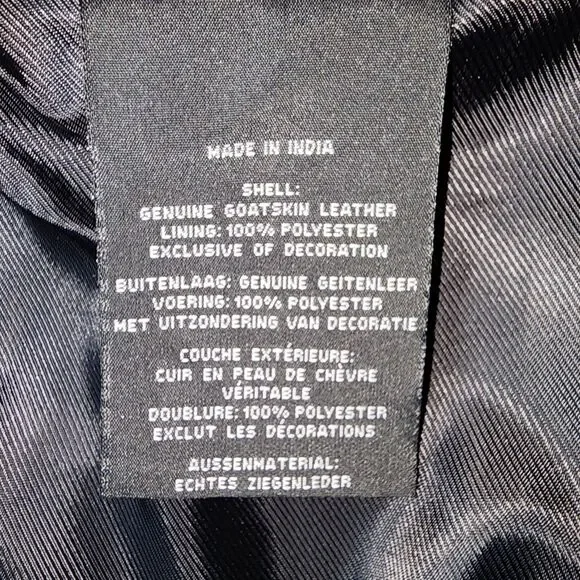 MADE IN INDIA
SHELL:
GENUINE GOATSKIN LEATHER
LINING: 100% POLYESTER
EXCLUSIVE OF DECORATION
BUITENLAAG: GENUINE GEITENLEER
VOERING: 100% POLYESTER
MET UITZONDERING VAN DECORATIE
COUCHE EXTÉRIEURE:
CUIR EN PEAU DE CHÈVRE
VÉRITABLE
DOUBLURE: 100% POLYESTER
EXCLUT LES DÉCORATIONS
AUSSENMATERIAL:
ECHTES ZIEGENLEDER